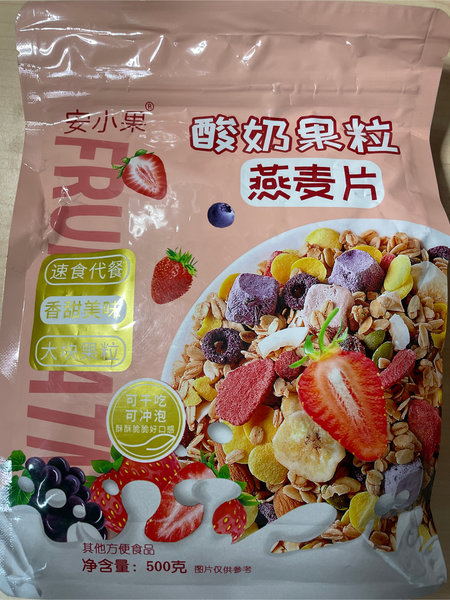 安小果®
酸奶果粒
燕麦片
FRUI
速食代餐
香甜美味
大块果粒
可干吃
可冲泡
酥酥脆脆好口感
其他方便食品
净含量：500克 图片仅供参考